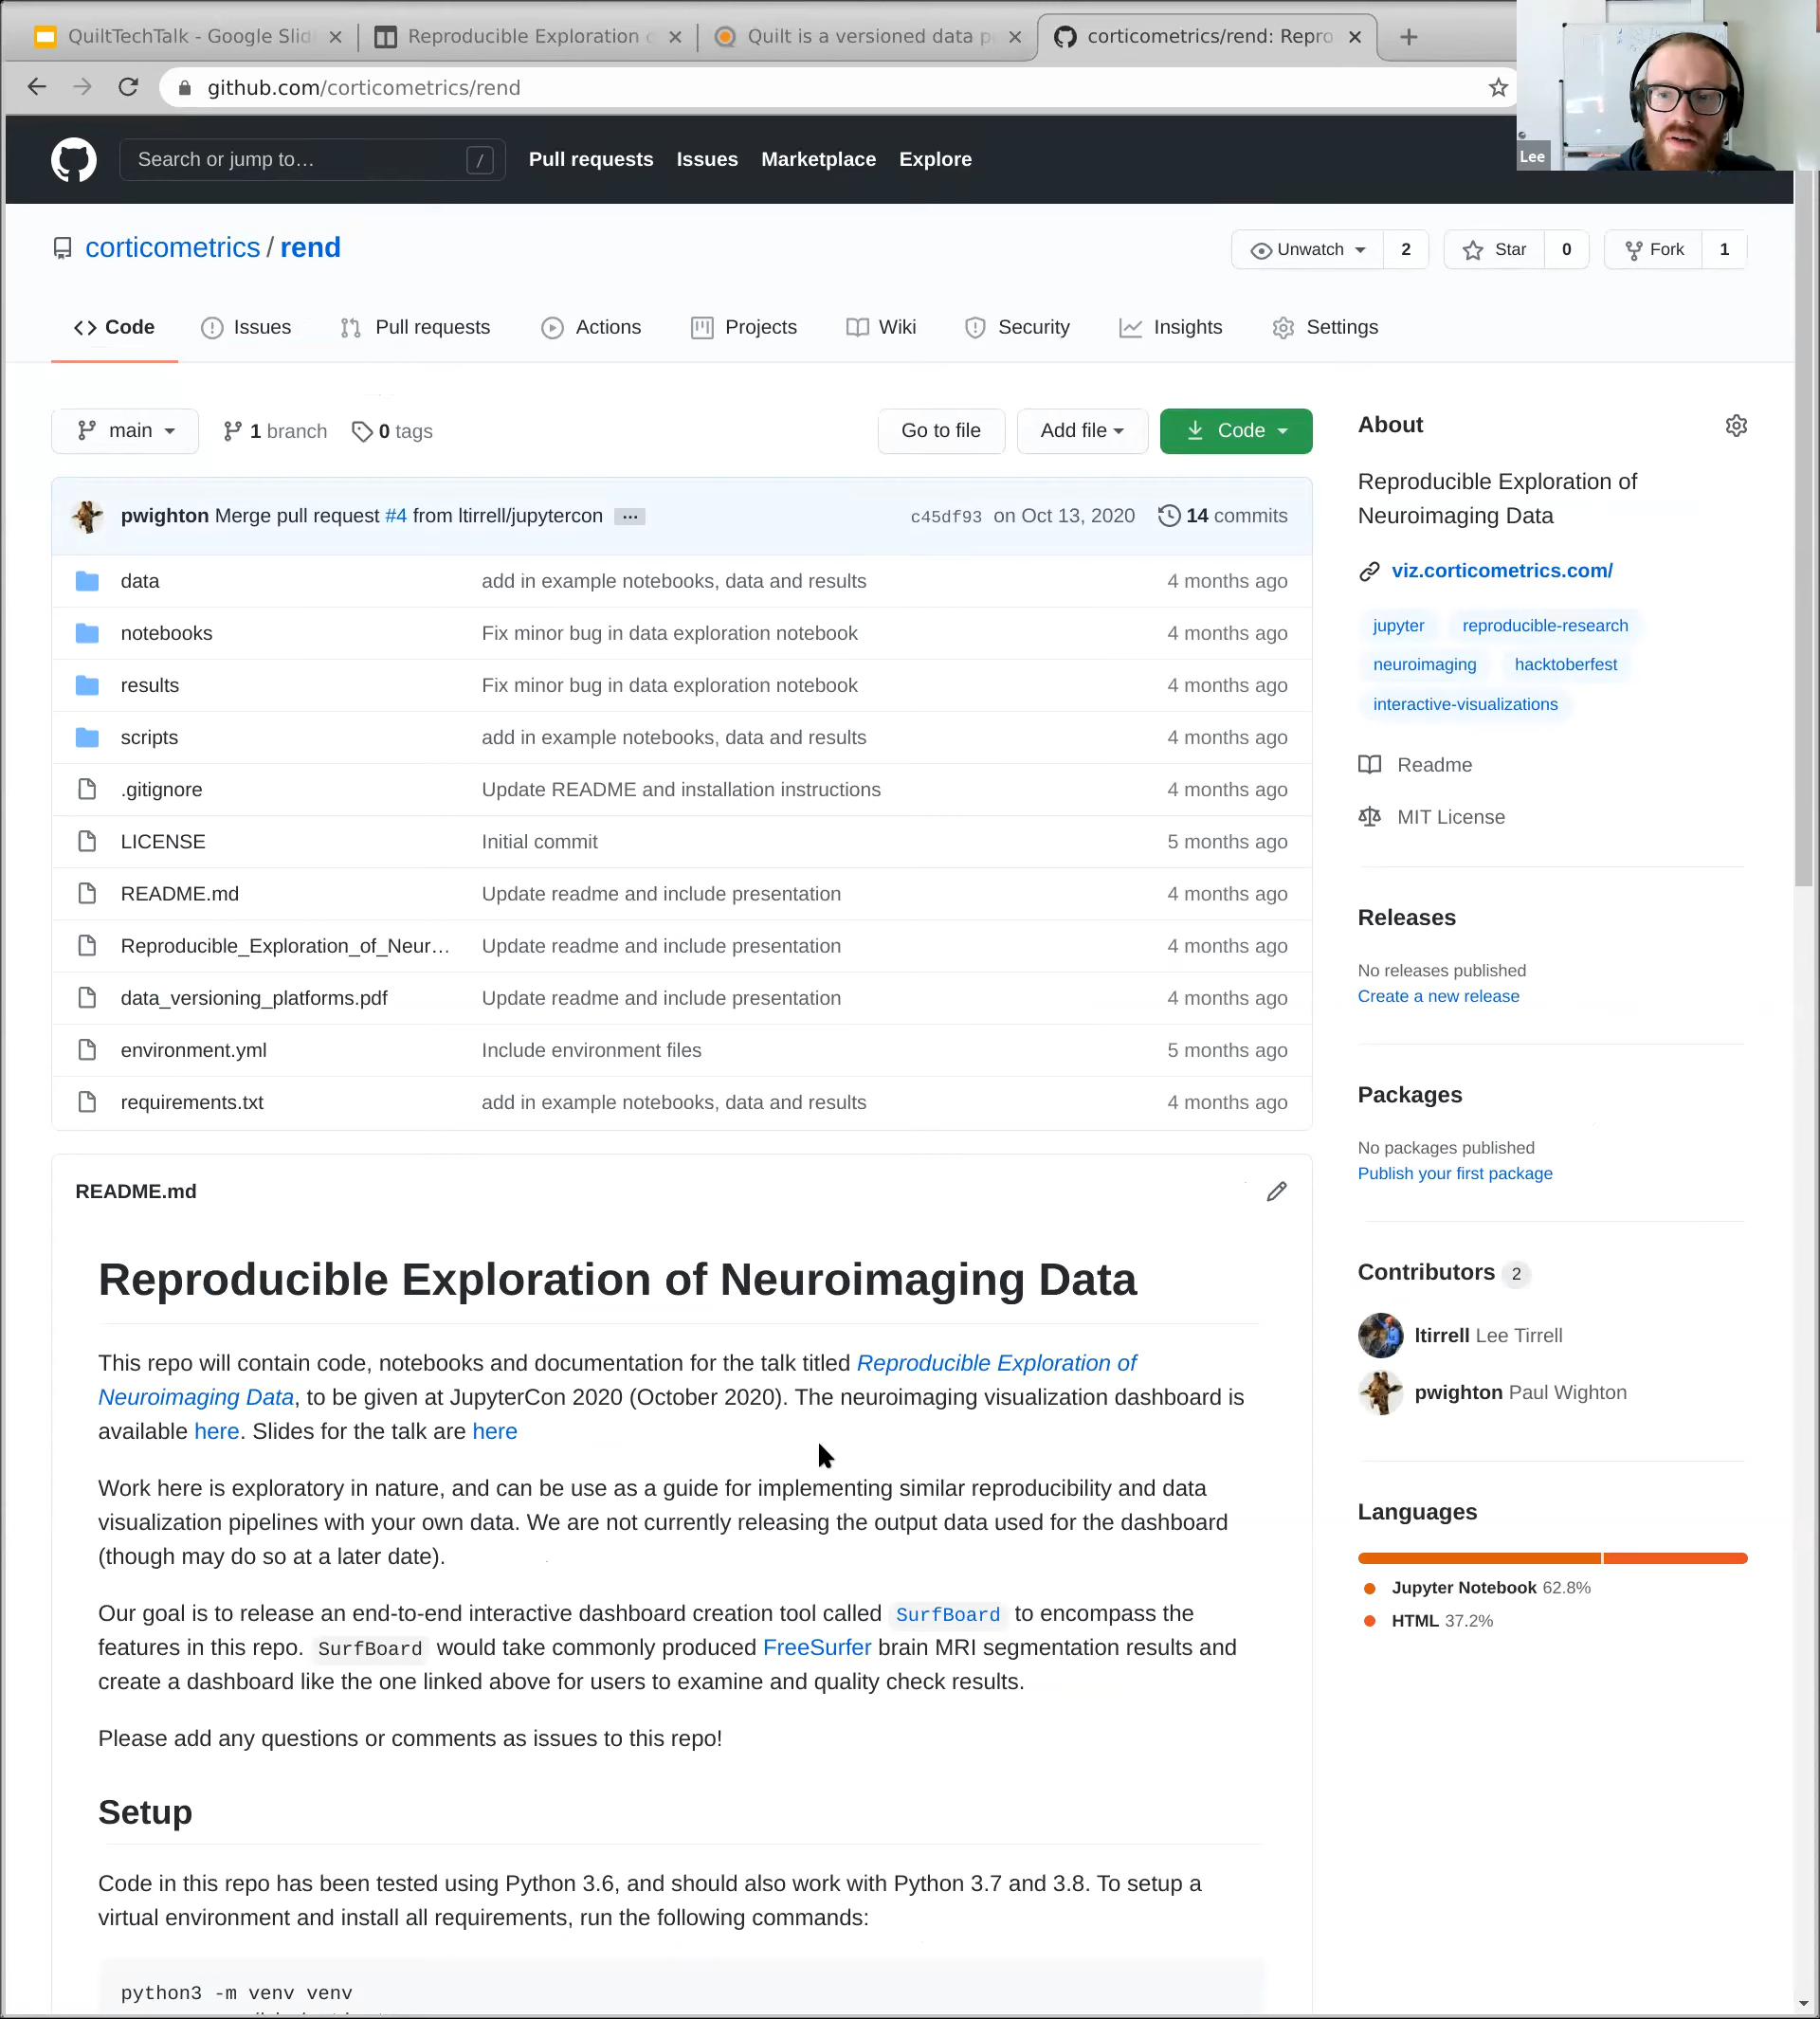 QuiltTechTalk - Google Slid
Reproducible Exploration o
Quilt is a versioned data p
corticometrics/rend: Repro
github.com/corticometrics/rend
Lee
Search or jump to…
/
Pull requests
Issues
Marketplace
Explore
corticometrics / rend
Unwatch 2
Star 0
Fork 1
Code
Issues
Pull requests
Actions
Projects
Wiki
Security
Insights
Settings
main
1 branch
0 tags
Go to file
Add file
Code
pwighton Merge pull request #4 from ltirrell/jupytercon … c45df93 on Oct 13, 2020 14 commits
data add in example notebooks, data and results 4 months ago
notebooks Fix minor bug in data exploration notebook 4 months ago
results Fix minor bug in data exploration notebook 4 months ago
scripts add in example notebooks, data and results 4 months ago
.gitignore Update README and installation instructions 4 months ago
LICENSE Initial commit 5 months ago
README.md Update readme and include presentation 4 months ago
Reproducible_Exploration_of_Neur… Update readme and include presentation 4 months ago
data_versioning_platforms.pdf Update readme and include presentation 4 months ago
environment.yml Include environment files 5 months ago
requirements.txt add in example notebooks, data and results 4 months ago
README.md
Reproducible Exploration of Neuroimaging Data
This repo will contain code, notebooks and documentation for the talk titled Reproducible Exploration of
Neuroimaging Data, to be given at JupyterCon 2020 (October 2020). The neuroimaging visualization dashboard is
available here. Slides for the talk are here
Work here is exploratory in nature, and can be use as a guide for implementing similar reproducibility and data
visualization pipelines with your own data. We are not currently releasing the output data used for the dashboard
(though may do so at a later date).
Our goal is to release an end-to-end interactive dashboard creation tool called SurfBoard to encompass the
features in this repo. SurfBoard would take commonly produced FreeSurfer brain MRI segmentation results and
create a dashboard like the one linked above for users to examine and quality check results.
Please add any questions or comments as issues to this repo!
Setup
Code in this repo has been tested using Python 3.6, and should also work with Python 3.7 and 3.8. To setup a
virtual environment and install all requirements, run the following commands:
python3 -m venv venv
About
Reproducible Exploration of
Neuroimaging Data
viz.corticometrics.com/
jupyter
reproducible-research
neuroimaging
hacktoberfest
interactive-visualizations
Readme
MIT License
Releases
No releases published
Create a new release
Packages
No packages published
Publish your first package
Contributors 2
ltirrell Lee Tirrell
pwighton Paul Wighton
Languages
Jupyter Notebook 62.8%
HTML 37.2%